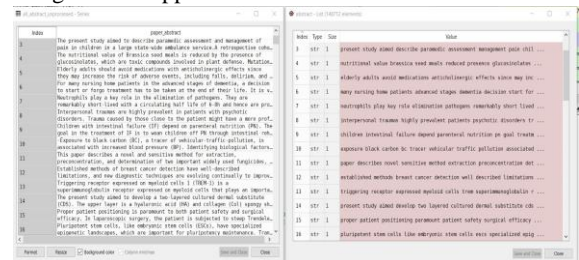 all_abstract_preprocessed - Series
Index
paper_abstract
The present study aimed to describe paramedic assessment and management of
pain in children in a large state-wide ambulance service.A retrospective
The nutritional value of Brassica seed meals is reduced by the presence of
glucosinolates, which are toxic compounds involved in plant defense.
Elderly adults should avoid medications with anticholinergic effects since
they may increase the risk of adverse events, including falls, delirium, and
For many nursing home patients in the advanced stages of dementia, a decision
to start or forgo treatment has to be taken at the end of their life. It is
Neutrophils play a key role in the elimination of pathogens. They are
remarkably short-lived with a circulating half life of 6-8h and hence are
Interpersonal traumas are highly prevalent in patients with psychotic
disorders. Trauma caused by those close to the patient might have a more
Children with intestinal failure (IF) depend on parenteral nutrition (PN). The
goal in the treatment of IF is to wean children off PN through intestinal
Exposure to black carbon (BC), a tracer of vehicular-traffic pollution, is
associated with increased blood pressure (BP). Identifying biological
This paper describes a novel and sensitive method for extraction,
preconcentration, and determination of two important widely used fungicides,
Established methods of breast cancer detection have well-described
limitations, and new diagnostic techniques are evolving continually to
Triggering receptor expressed on myeloid cells 1 (TREM-1) is a
superimmunoglobulin receptor expressed on myeloid cells that plays an
The present study aimed to develop a two layered cultured dermal substitute
(CDS). The upper layer is a hyaluronic acid (HA) and collagen (Col) spongy
Proper patient positioning is paramount to both patient safety and surgical
efficacy. In laparoscopic surgery, the patient is subjected to steep
Pluripotent stem cells, like embryonic stem cells (ESCs), have specialized
epigenetic landscapes, which are important for pluripotency maintenance.
Format Resize Background color Save and Close Close
abstract - List
Index Type Size Value
3 str 1 present study aimed describe paramedic assessment management pain chil ...
4 str 1 nutritional value brassica seed meals reduced presence glucosinolates ...
5 str 1 elderly adults avoid medications anticholinergic effects since may inc ...
6 str 1 many nursing home patients advanced stages dementia decision start for ...
7 str 1 neutrophils play key role elimination pathogens remarkably short lived ...
8 str 1 interpersonal traumas highly prevalent patients psychotic disorders tr ...
9 str 1 children intestinal failure depend parenteral nutrition pn goal treatm ...
10 str 1 exposure black carbon bc tracer vehicular traffic pollution associated ...
11 str 1 paper describes novel sensitive method extraction preconcentration det ...
12 str 1 established methods breast cancer detection well described limitations ...
13 str 1 triggering receptor expressed myeloid cells superimmunoglobulin r ...
14 str 1 present study aimed develop two layered cultured dermal substitute cds ...
15 str 1 proper patient positioning paramount patient safety surgical efficacy ...
16 str 1 pluripotent stem cells like embryonic stem cells escs specialized epig ...
Save and Close Close